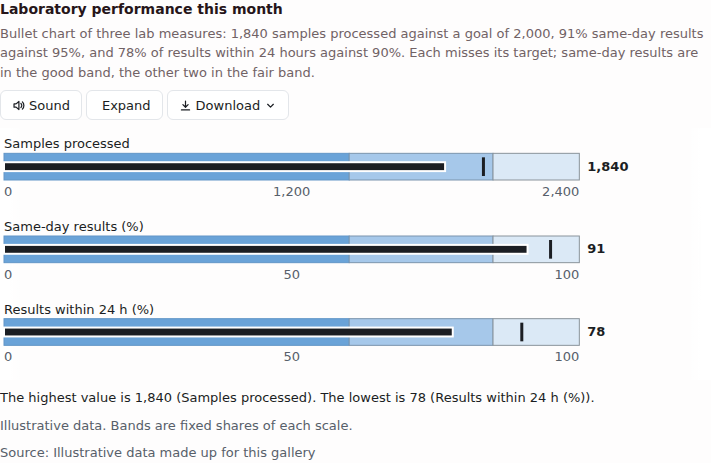 Laboratory performance this month
Bullet chart of three lab measures: 1,840 samples processed against a goal of 2,000, 91% same-day results
against 95%, and 78% of results within 24 hours against 90%. Each misses its target; same-day results are
in the good band, the other two in the fair band.
Sound Expand Download
Samples processed
1,840
0 1,200 2,400
Same-day results (%)
91
0 50 100
Results within 24 h (%)
78
0 50 100
The highest value is 1,840 (Samples processed). The lowest is 78 (Results within 24 h (%)).
Illustrative data. Bands are fixed shares of each scale.
Source: Illustrative data made up for this gallery